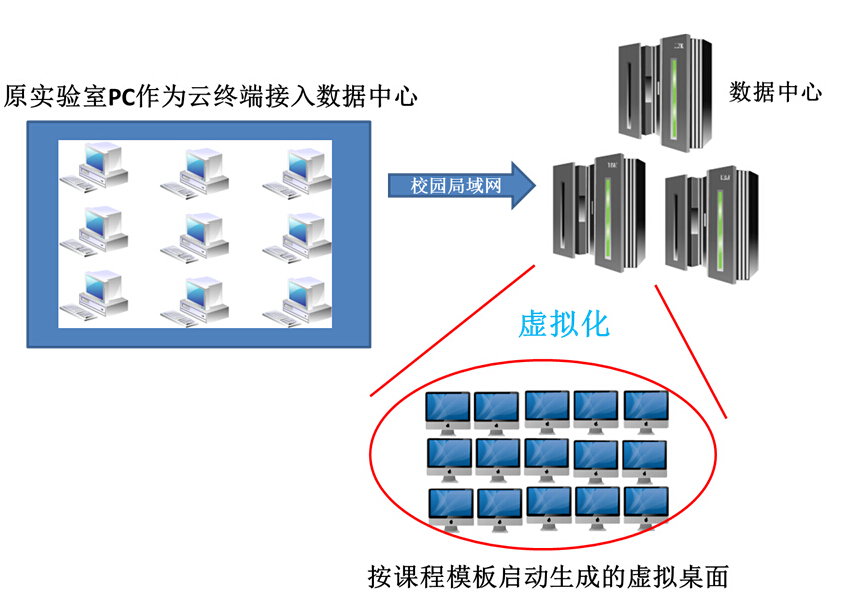 原实验室PC作为云终端接入数据中心
数据中心
校园局域网
虚拟化
按课程模板启动生成的虚拟桌面